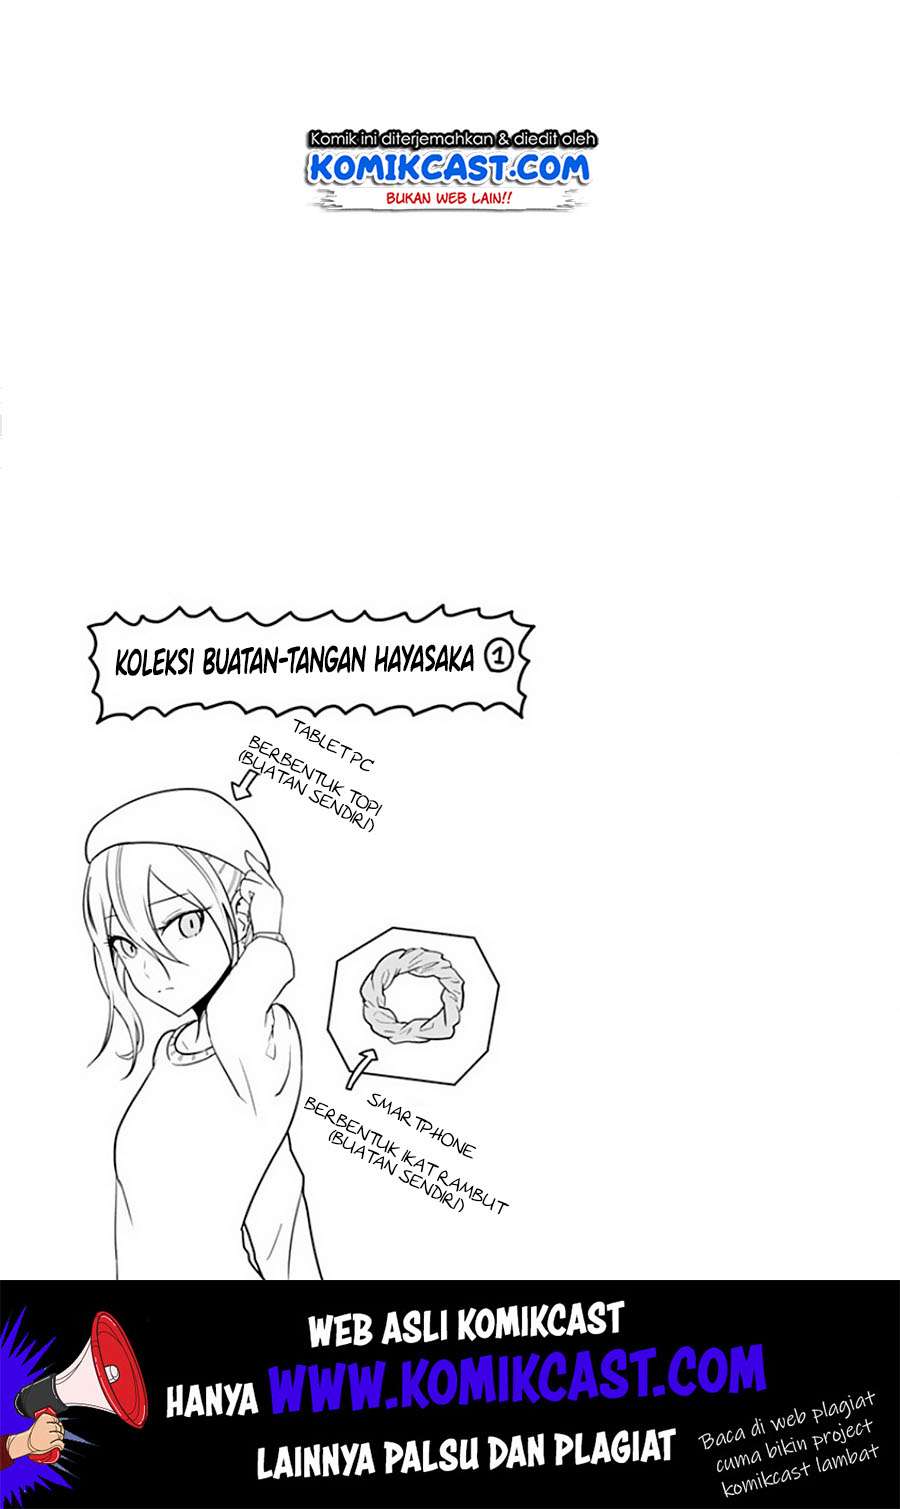 Komik ini diterjemahkan & diedit oleh
KOMIKCAST.COM
BUKAN WEB LAIN!!
KOLEKSI BUATAN-TANGAN HAYASAKA ①
TABLET PC
BERBENTUK TOPI
(BUATAN SENDIRI)
SMARTPHONE
BERBENTUK IKAT RAMBUT
(BUATAN SENDIRI)
WEB ASLI KOMIKCAST
HANYA WWW.KOMIKCAST.COM
LAINNYA PALSU DAN PLAGIAT
Baca di web plagiat
cuma bikin project
komikcast lambat